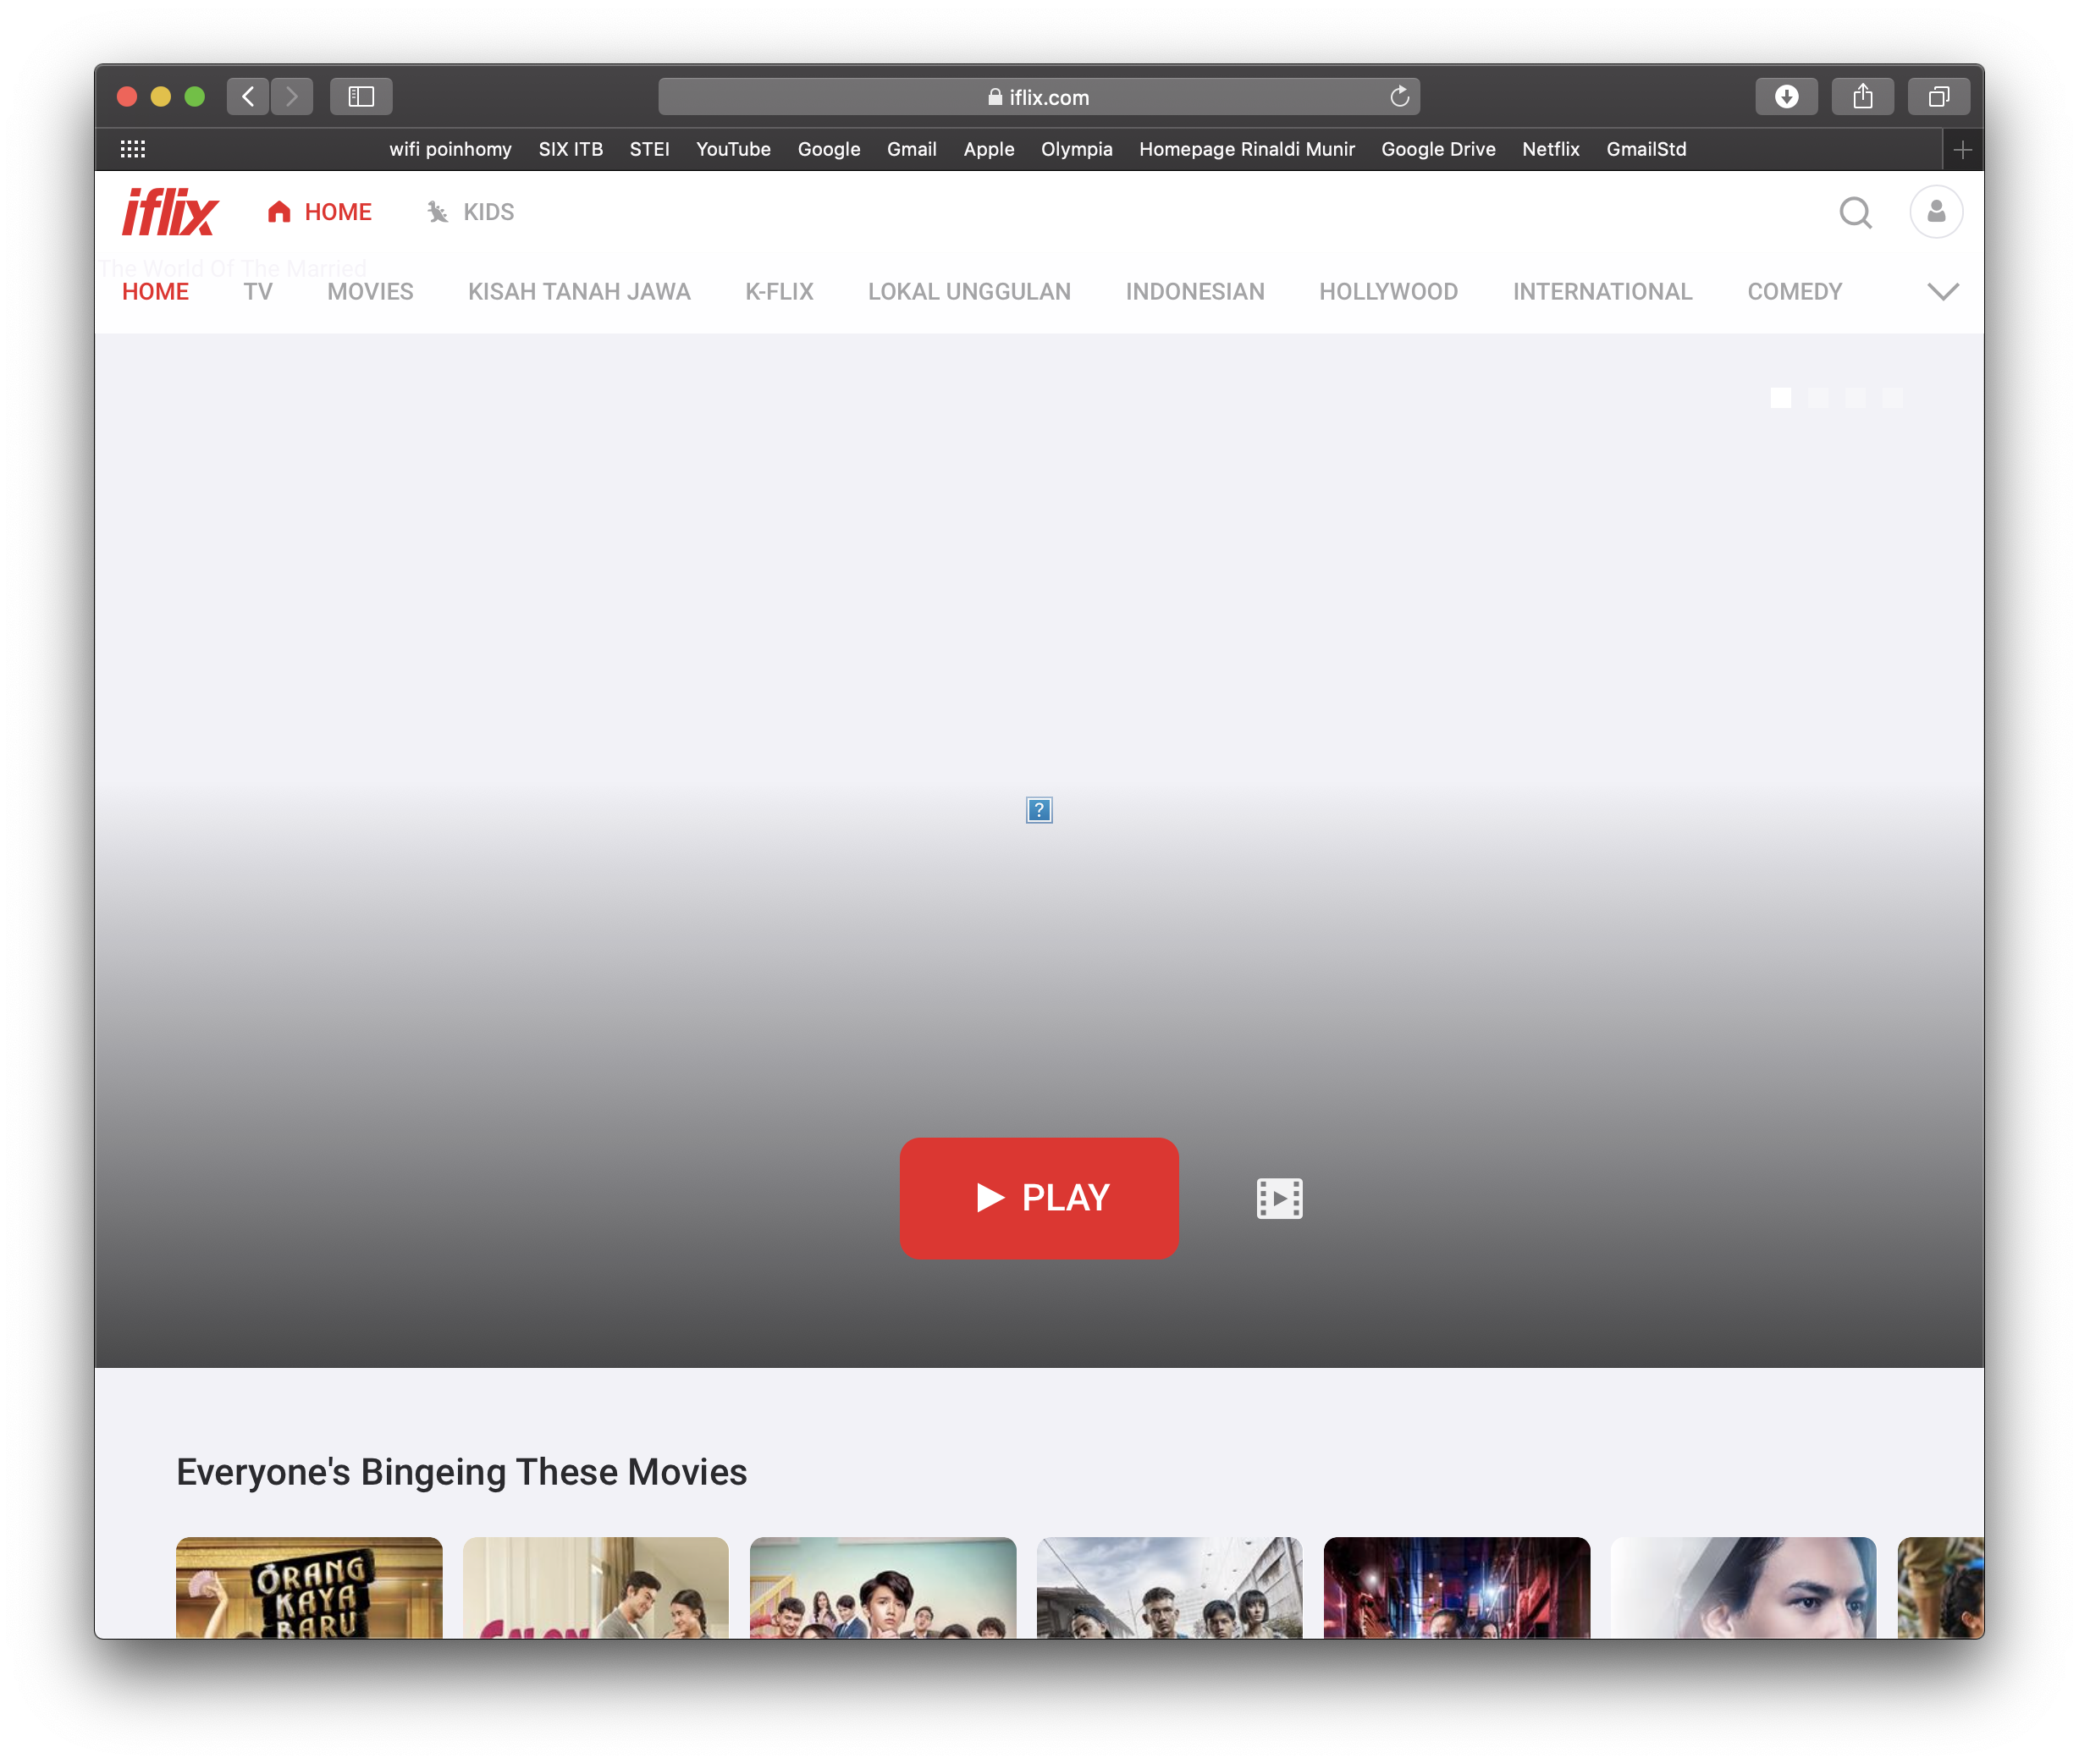 iflix.com
wifi poinhomy SIX ITB STEI YouTube Google Gmail Apple Olympia Homepage Rinaldi Munir Google Drive Netflix GmailStd
iflix HOME KIDS
The World Of The Married
HOME TV MOVIES KISAH TANAH JAWA K-FLIX LOKAL UNGGULAN INDONESIAN HOLLYWOOD INTERNATIONAL COMEDY
?
PLAY
Everyone's Bingeing These Movies
ORANG
KAYA
BARU